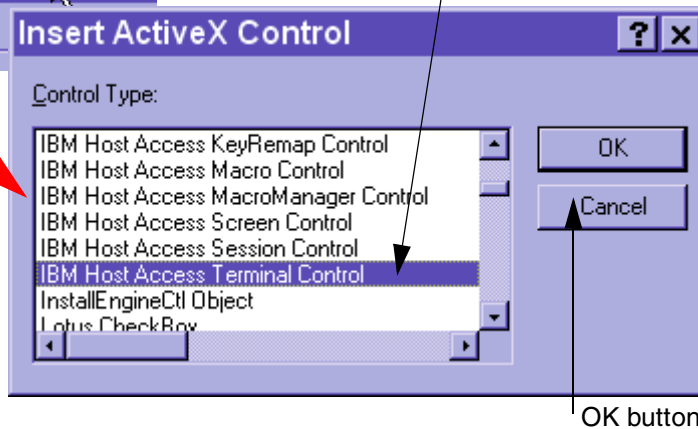 Insert ActiveX Control
Control Type:
IBM Host Access KeyRemap Control
IBM Host Access Macro Control
IBM Host Access MacroManager Control
IBM Host Access Screen Control
IBM Host Access Session Control
IBM Host Access Terminal Control
InstallEngineCtl Object
Lotus CheckBox
OK
Cancel
OK button